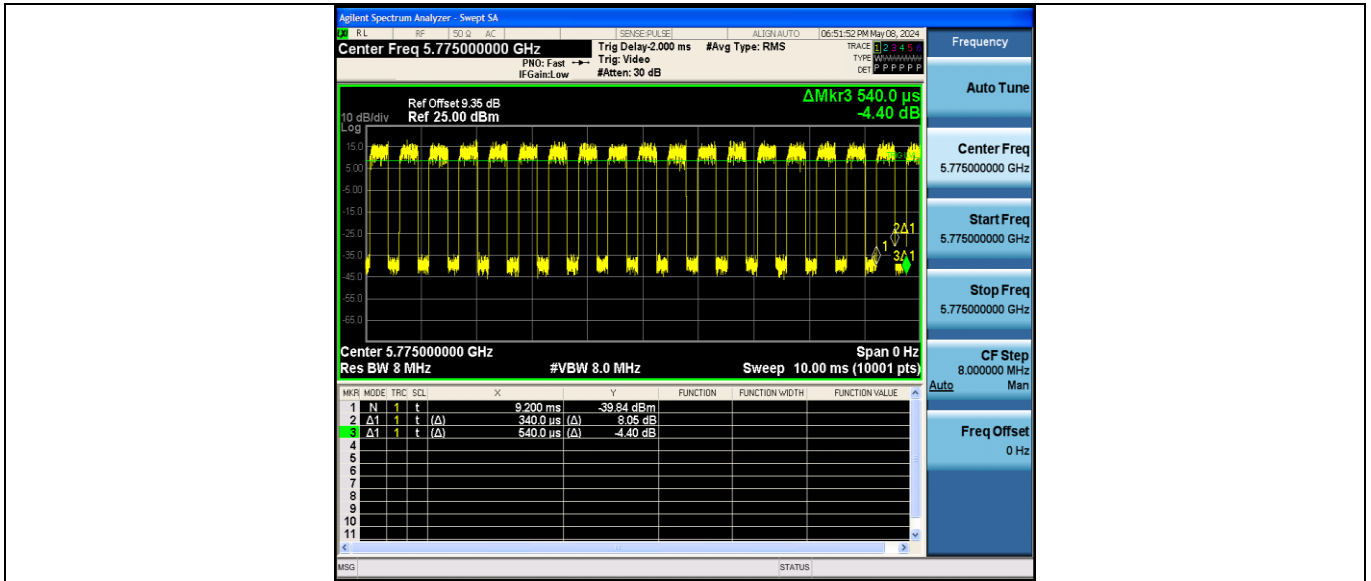 Agilent Spectrum Analyzer - Swept SA
RL RF 50 Ω AC SENSE:PULSE ALIGN AUTO 06:51:52 PM May 08, 2024
Center Freq 5.775000000 GHz
Trig Delay-2.000 ms #Avg Type: RMS
TRACE 1 2 3 4 5 6
PNO: Fast Trig: Video
TYPE
IFGain:Low #Atten: 30 dB
DET P P P P P P
ΔMkr3 540.0 µs
-4.40 dB
Ref Offset 9.35 dB
10 dB/div Ref 25.00 dBm
Log
15.0
5.00
-5.00
-15.0
-25.0
-35.0
-45.0
-55.0
-65.0
2Δ1
1
3Δ1
Center 5.775000000 GHz Span 0 Hz
Res BW 8 MHz #VBW 8.0 MHz Sweep 10.00 ms (10001 pts)
MKR MODE TRC SCL X Y FUNCTION FUNCTION WIDTH FUNCTION VALUE
1 N 1 t 9.200 ms -39.84 dBm
2 Δ1 1 t (Δ) 340.0 µs (Δ) 8.05 dB
3 Δ1 1 t (Δ) 540.0 µs (Δ) -4.40 dB
4
5
6
7
8
9
10
11
MSG STATUS
Frequency
Auto Tune
Center Freq
5.775000000 GHz
Start Freq
5.775000000 GHz
Stop Freq
5.775000000 GHz
CF Step
8.000000 MHz
Auto Man
Freq Offset
0 Hz